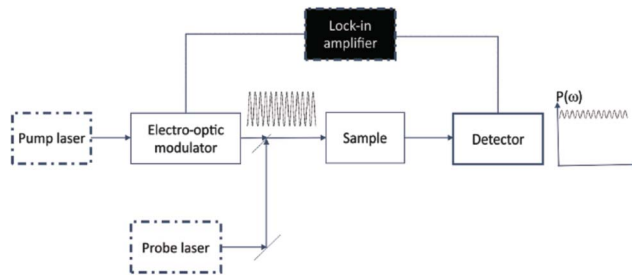 Lock-in
amplifier
P(ω)
Pump laser
Electro-optic
modulator
Sample
Detector
Probe laser